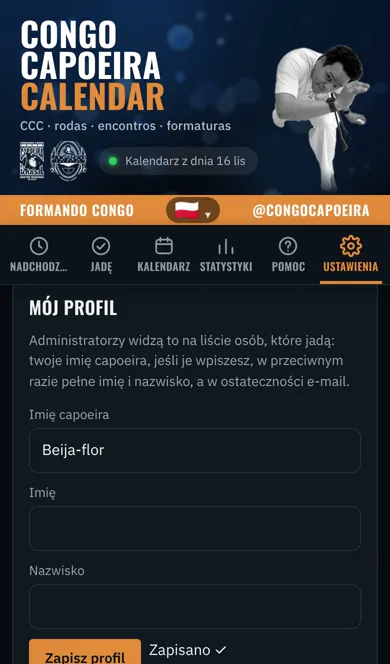 CONGO
CAPOEIRA
CALENDAR
CCC · rodas · encontros · formaturas
Kalendarz z dnia 16 lis
FORMANDO CONGO
@CONGOCAPOEIRA
NADCHODZ... JADĘ KALENDARZ STATYSTYKI POMOC USTAWIENIA
MÓJ PROFIL
Administratorzy widzą to na liście osób, które jadą:
twoje imię capoeira, jeśli je wpiszesz, w przeciwnym
razie pełne imię i nazwisko, a w ostateczności e-mail.
Imię capoeira
Beija-flor
Imię
Nazwisko
Zapisz profil Zapisano ✓